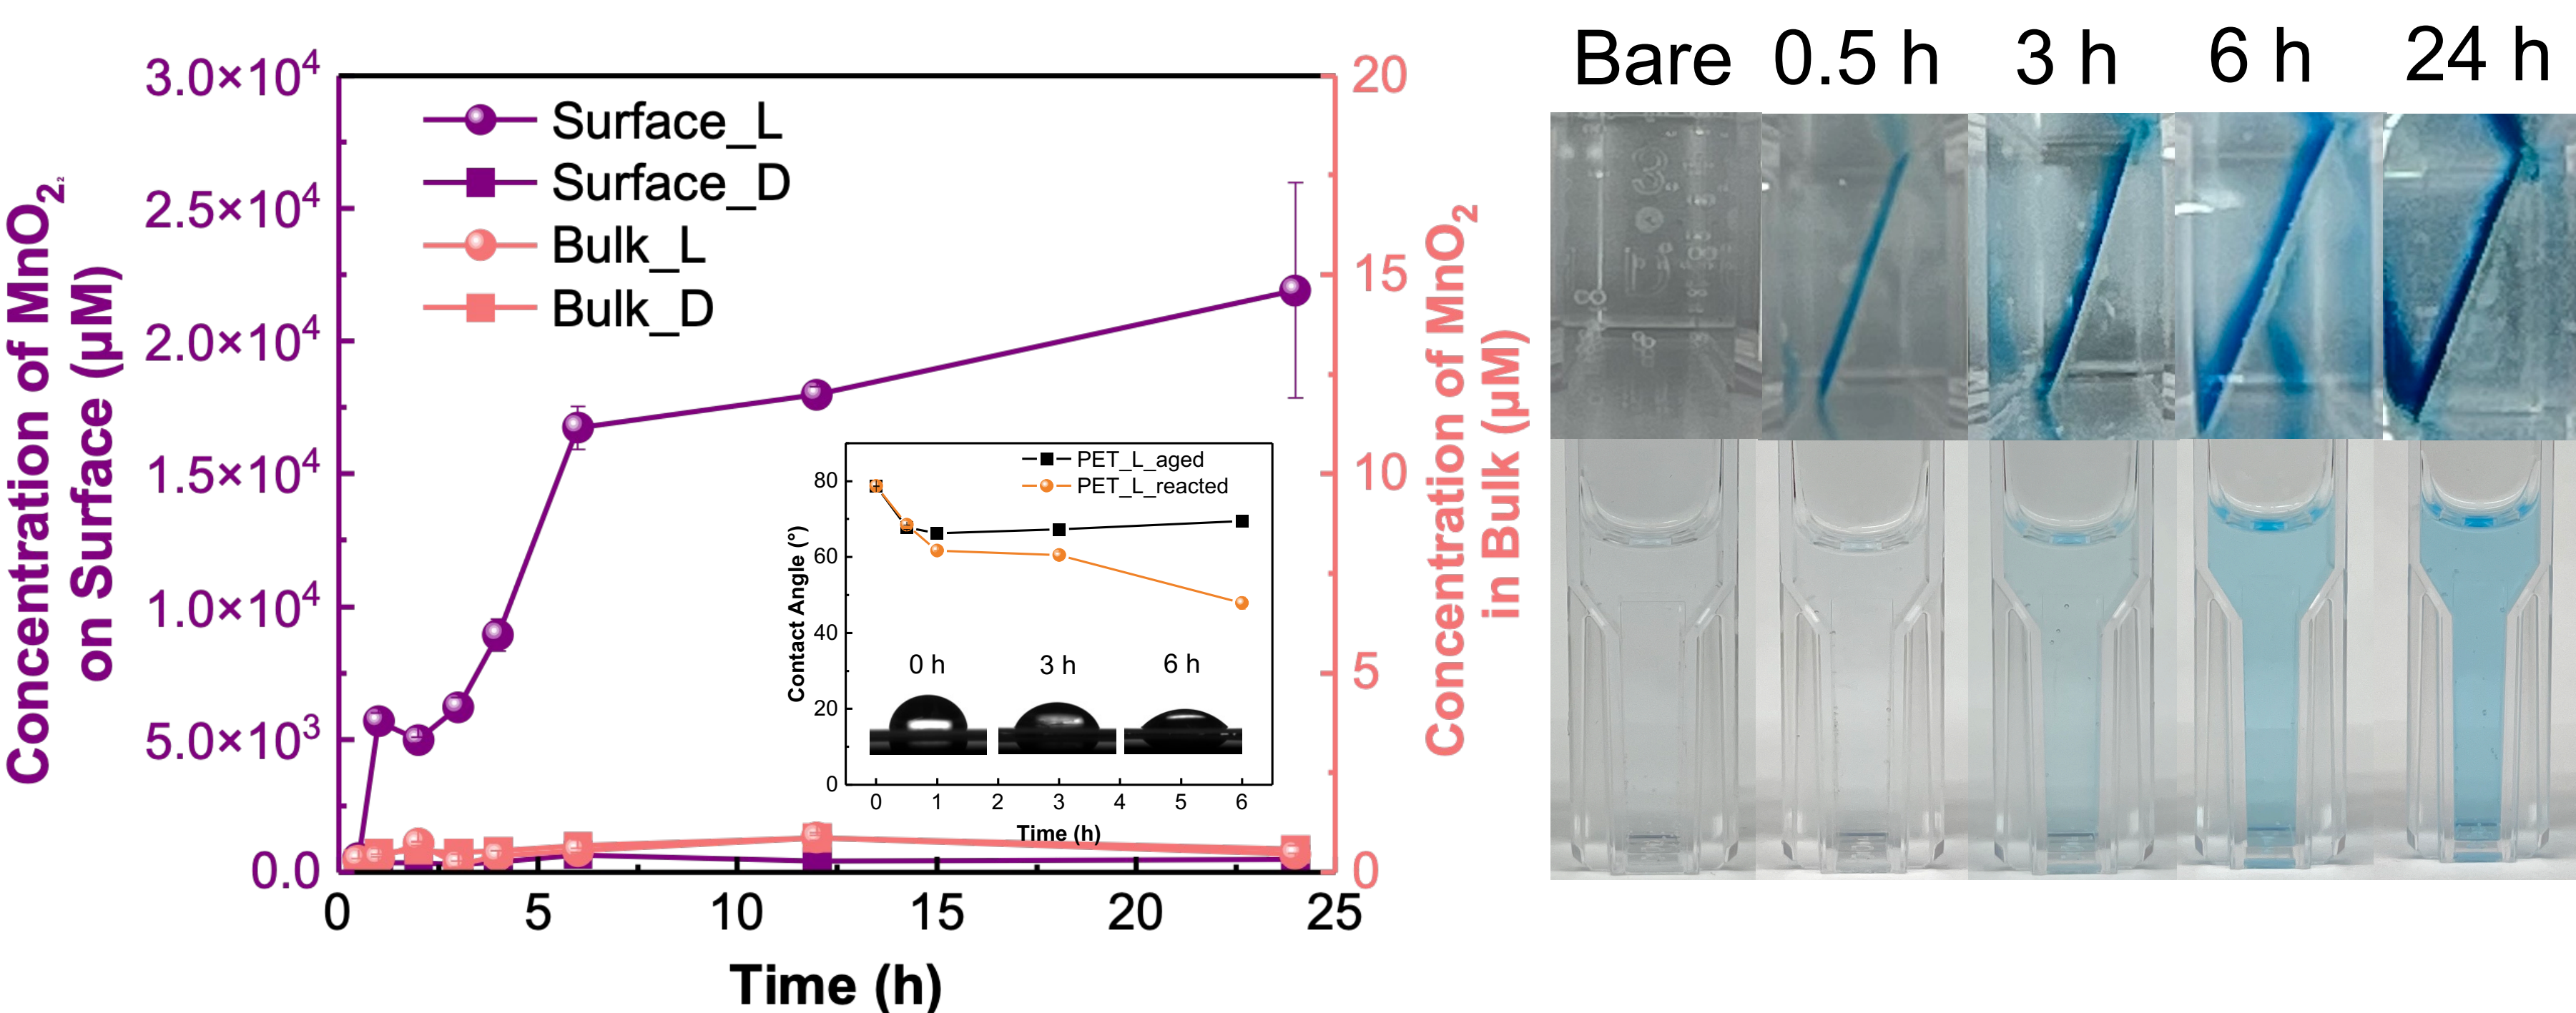 3.0×10⁴
2.5×10⁴
2.0×10⁴
1.5×10⁴
1.0×10⁴
5.0×10³
0.0
Concentration of MnO₂
on Surface (µM)
Surface_L
Surface_D
Bulk_L
Bulk_D
0 5 10 15 20 25
Time (h)
20
15
10
5
0
Concentration of MnO₂
in Bulk (µM)
PET_L_aged
PET_L_reacted
80
60
40
20
0
Contact Angle (°)
0 h 3 h 6 h
0 1 2 3 4 5 6
Time (h)
Bare 0.5 h 3 h 6 h 24 h